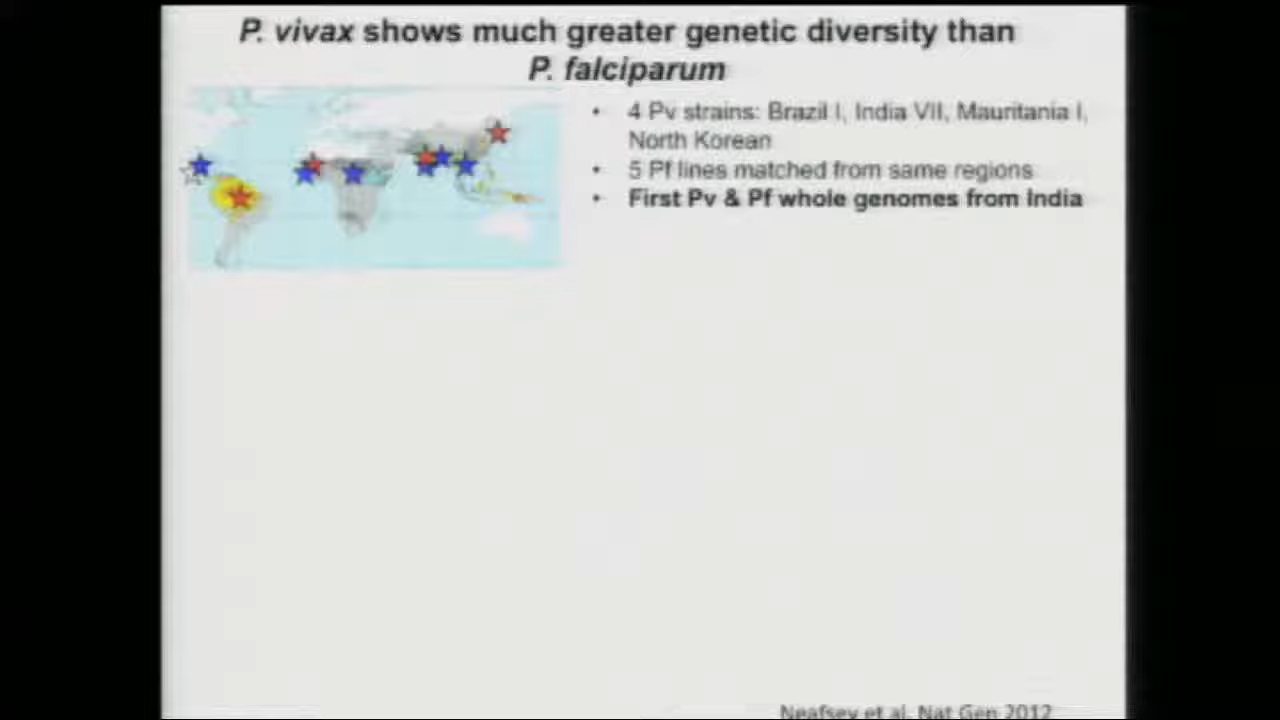 P. vivax shows much greater genetic diversity than
P. falciparum
• 4 Pv strains: Brazil I, India VII, Mauritania I,
North Korean
• 5 Pf lines matched from same regions
• First Pv & Pf whole genomes from India
Neafsey et al, Nat Gen 2012